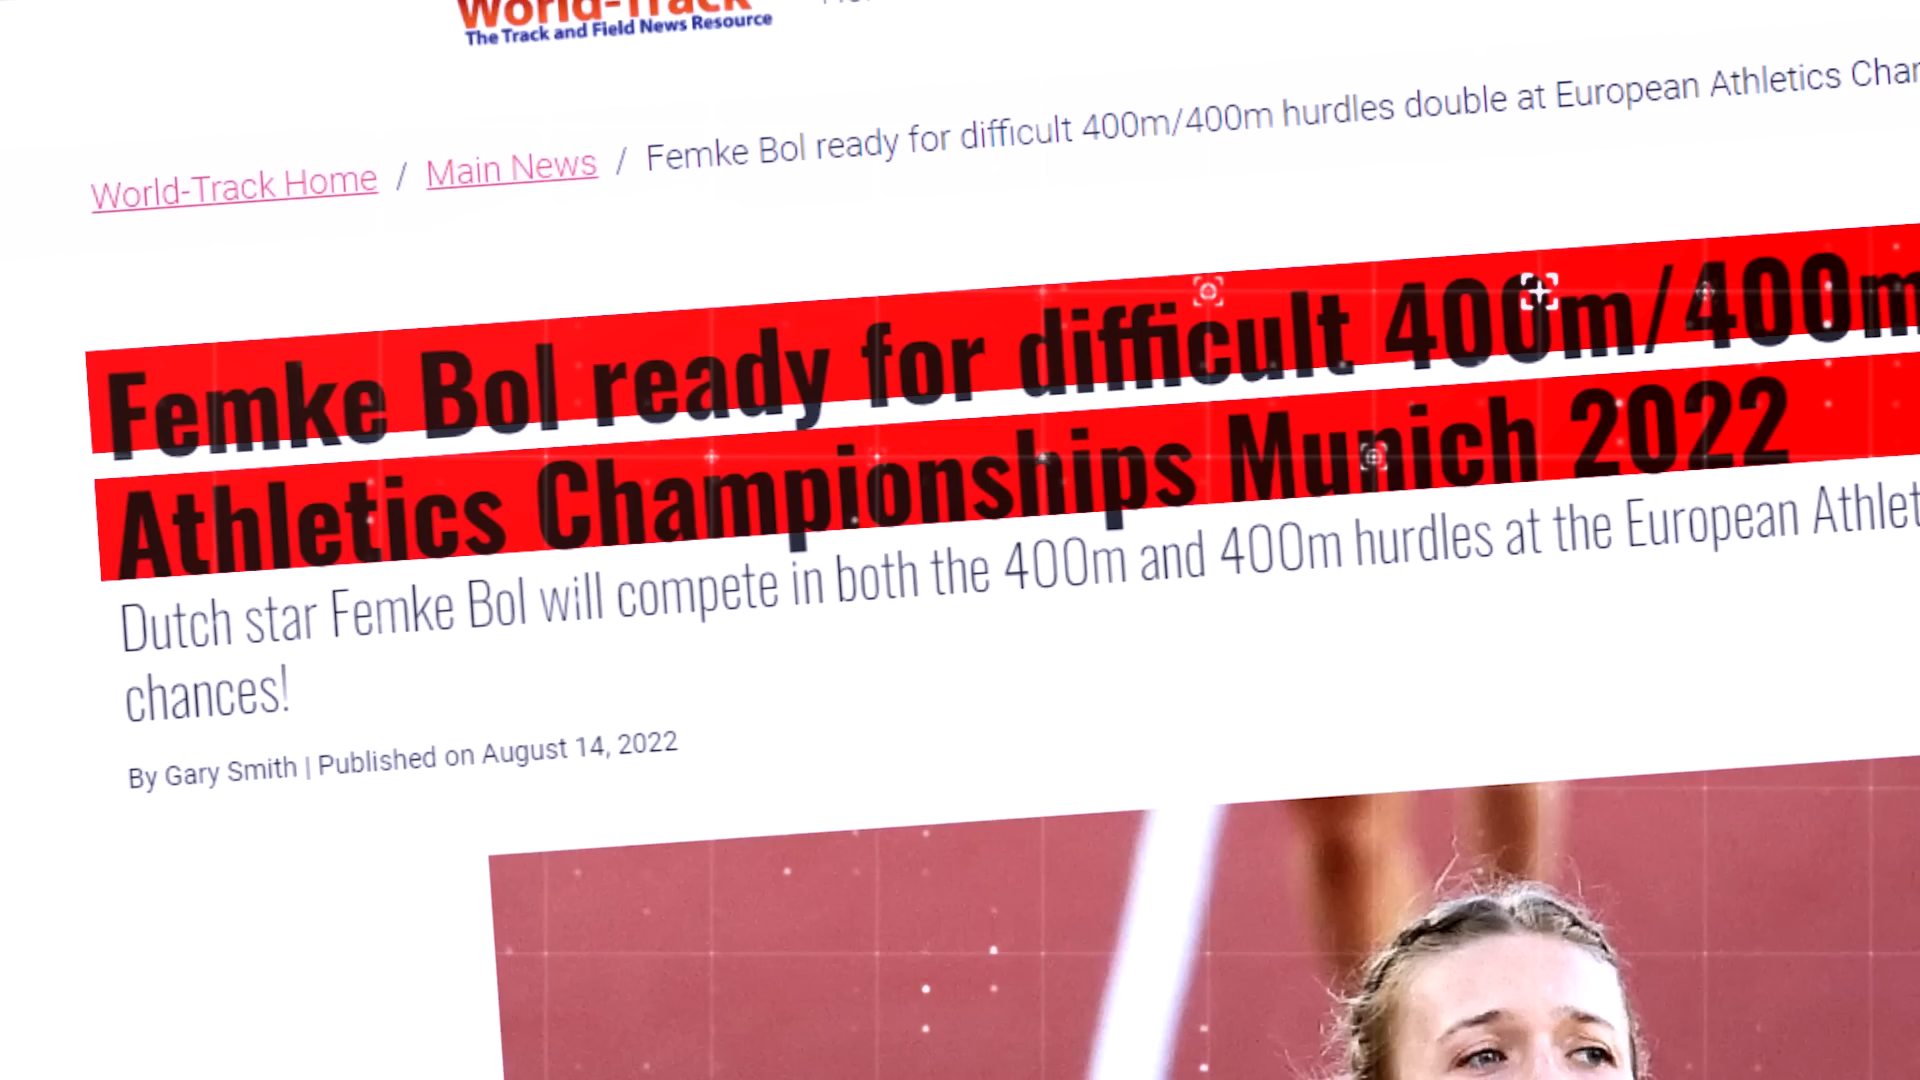 World-Track
The Track and Field News Resource
World-Track Home / Main News / Femke Bol ready for difficult 400m/400m hurdles double at European Athletics
Femke Bol ready for difficult 400m/400m
Athletics Championships Munich 2022
Dutch star Femke Bol will compete in both the 400m and 400m hurdles at the European
chances!
By Gary Smith | Published on August 14, 2022